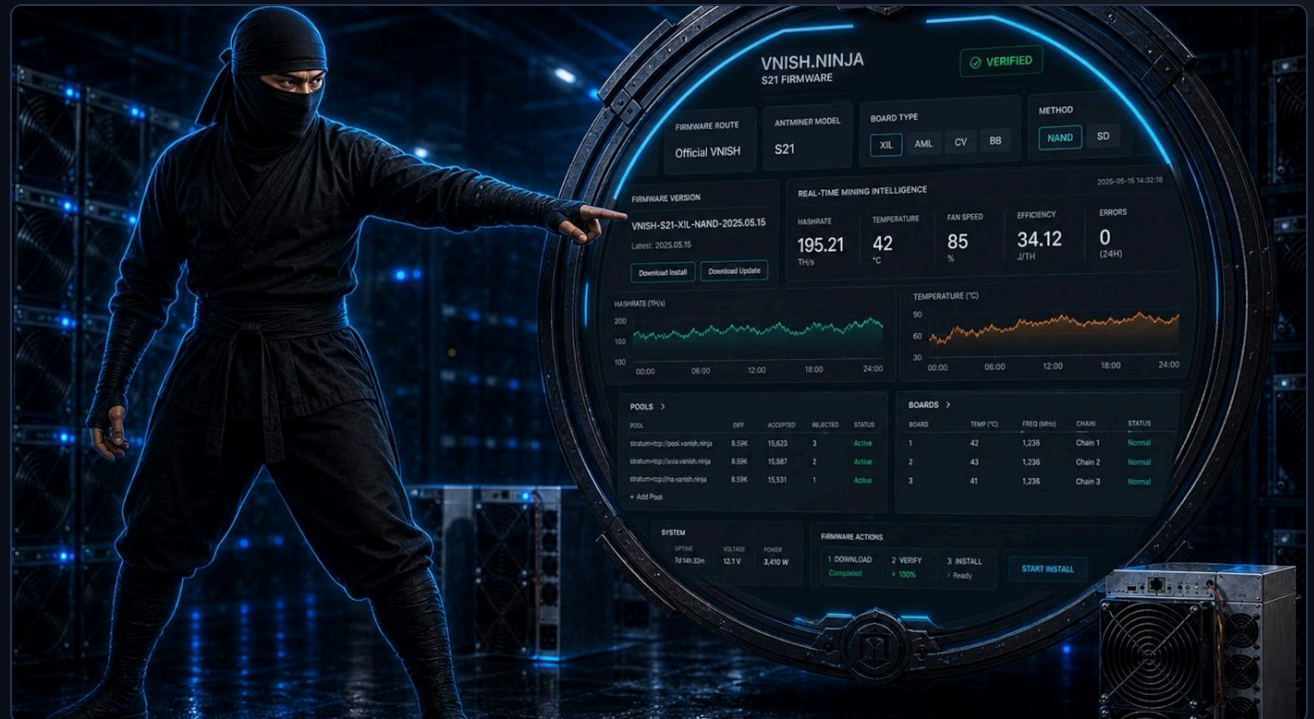 VNISH.NINJA
S21 FIRMWARE
VERIFIED
FIRMWARE ROUTE
Official VNISH
ANTMINER MODEL
S21
BOARD TYPE
XIL AML CV BB
METHOD
NAND SD
FIRMWARE VERSION
VNISH-S21-XIL-NAND-2025.05.15
Latest: 2025.05.15
Download Install Download Update
REAL-TIME MINING INTELLIGENCE
2025-05-15 14:32:18
HASHRATE TEMPERATURE FAN SPEED EFFICIENCY ERRORS
195.21 42 85 34.12 0
TH/s °C % J/TH (24H)
HASHRATE (TH/s)
200
150
100
00:00 06:00 12:00 18:00 24:00
TEMPERATURE (°C)
90
60
30
00:00 06:00 12:00 18:00 24:00
POOLS >
POOL DIFF ACCEPTED REJECTED STATUS
stratum+tcp://pool.vanish.ninja 8.59K 15,623 3 Active
stratum+tcp://asia.vanish.ninja 8.59K 15,587 2 Active
stratum+tcp://na.vanish.ninja 8.59K 15,531 1 Active
+ Add Pool
BOARDS >
BOARD TEMP (°C) FREQ (MHz) CHAIN STATUS
1 42 1,236 Chain 1 Normal
2 43 1,236 Chain 2 Normal
3 41 1,236 Chain 3 Normal
SYSTEM
UPTIME VOLTAGE POWER
7d 14h 32m 12.1 V 3,410 W
FIRMWARE ACTIONS
1 DOWNLOAD 2 VERIFY 3 INSTALL
Completed 100% Ready
START INSTALL